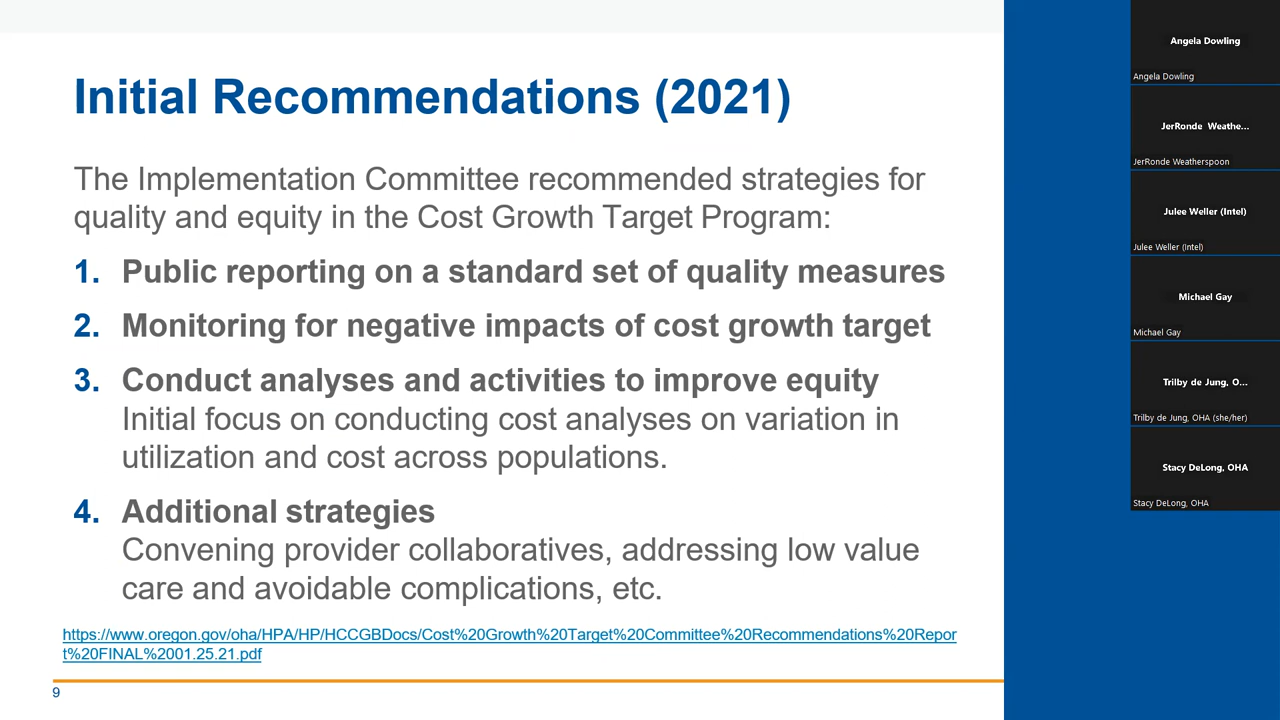 Initial Recommendations (2021)
The Implementation Committee recommended strategies for
quality and equity in the Cost Growth Target Program:
1. Public reporting on a standard set of quality measures
2. Monitoring for negative impacts of cost growth target
3. Conduct analyses and activities to improve equity
Initial focus on conducting cost analyses on variation in
utilization and cost across populations.
4. Additional strategies
Convening provider collaboratives, addressing low value
care and avoidable complications, etc.
https://www.oregon.gov/oha/HPA/HP/HCCGBDocs/Cost%20Growth%20Target%20Committee%20Recommendations%20Repor
t%20FINAL%2001.25.21.pdf
9
Angela Dowling
Angela Dowling
JerRonde Weathe...
JerRonde Weatherspoon
Julee Weller (Intel)
Julee Weller (Intel)
Michael Gay
Michael Gay
Trilby de Jung, O...
Trilby de Jung, OHA (she/her)
Stacy DeLong, OHA
Stacy DeLong, OHA